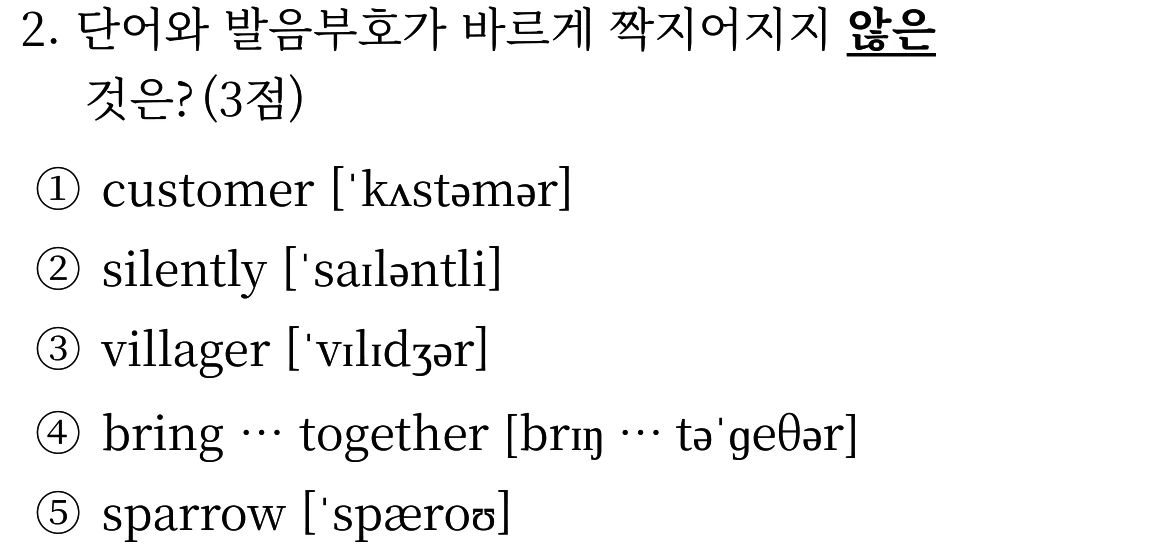 2. 단어와 발음부호가 바르게 짝지어지지 않은
것은?(3점)
① customer [ˈkʌstəmər]
② silently [ˈsaɪləntli]
③ villager [ˈvɪlɪdʒər]
④ bring ⋯ together [brɪŋ ⋯ təˈgeθər]
⑤ sparrow [ˈspæroʊ]